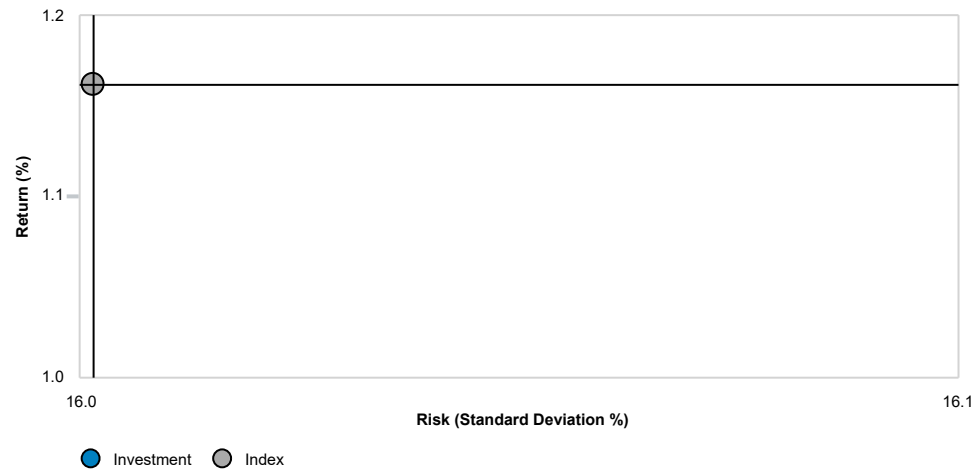 1.2
1.1
1.0
Return (%)
16.0
16.1
Risk (Standard Deviation %)
Investment
Index